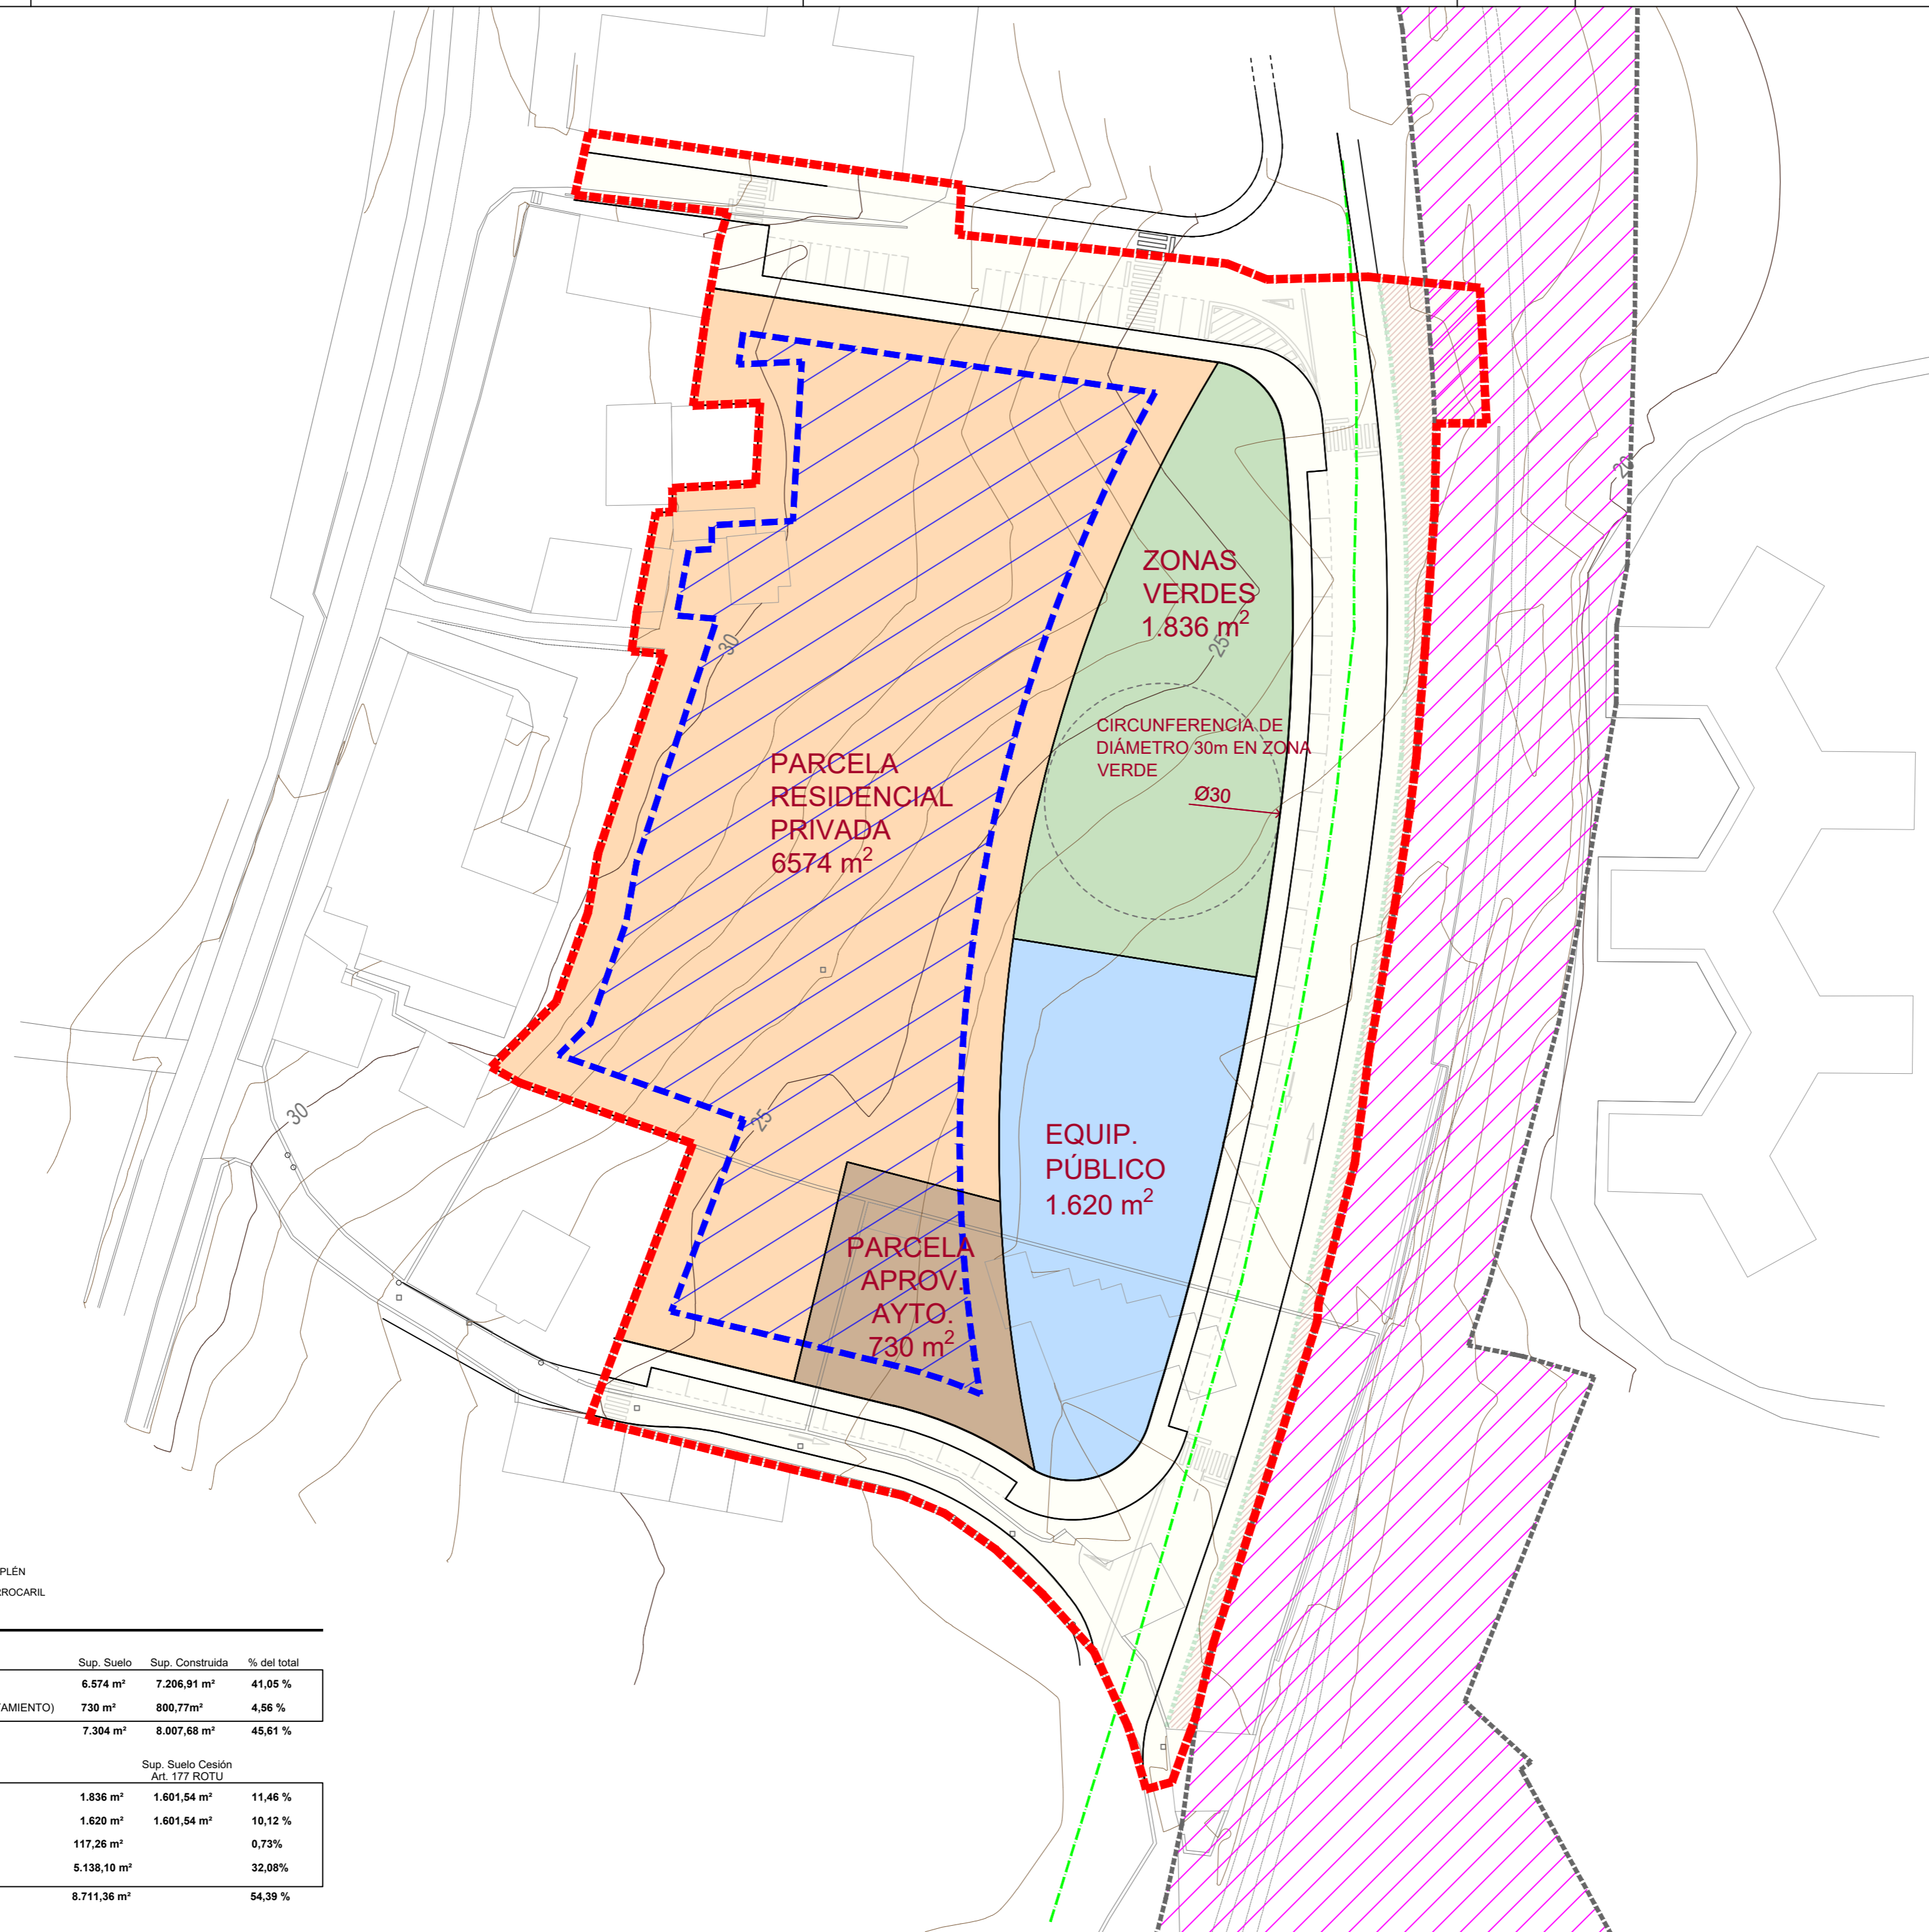 20
ZONAS
VERDES
1.836 m²
25
30
CIRCUNFERENCIA DE
DIÁMETRO 30m EN ZONA
VERDE
Ø30
PARCELA
RESIDENCIAL
PRIVADA
6574 m²
30
25
EQUIP.
PÚBLICO
1.620 m²
PARCELA
APROV.
AYTO.
730 m²
PLÉN
ROCARIL
Sup. Suelo Sup. Construida % del total
6.574 m² 7.206,91 m² 41,05 %
AMIENTO) 730 m² 800,77m² 4,56 %
7.304 m² 8.007,68 m² 45,61 %
Sup. Suelo Cesión
Art. 177 ROTU
1.836 m² 1.601,54 m² 11,46 %
1.620 m² 1.601,54 m² 10,12 %
117,26 m² 0,73%
5.138,10 m² 32,08%
8.711,36 m² 54,39 %